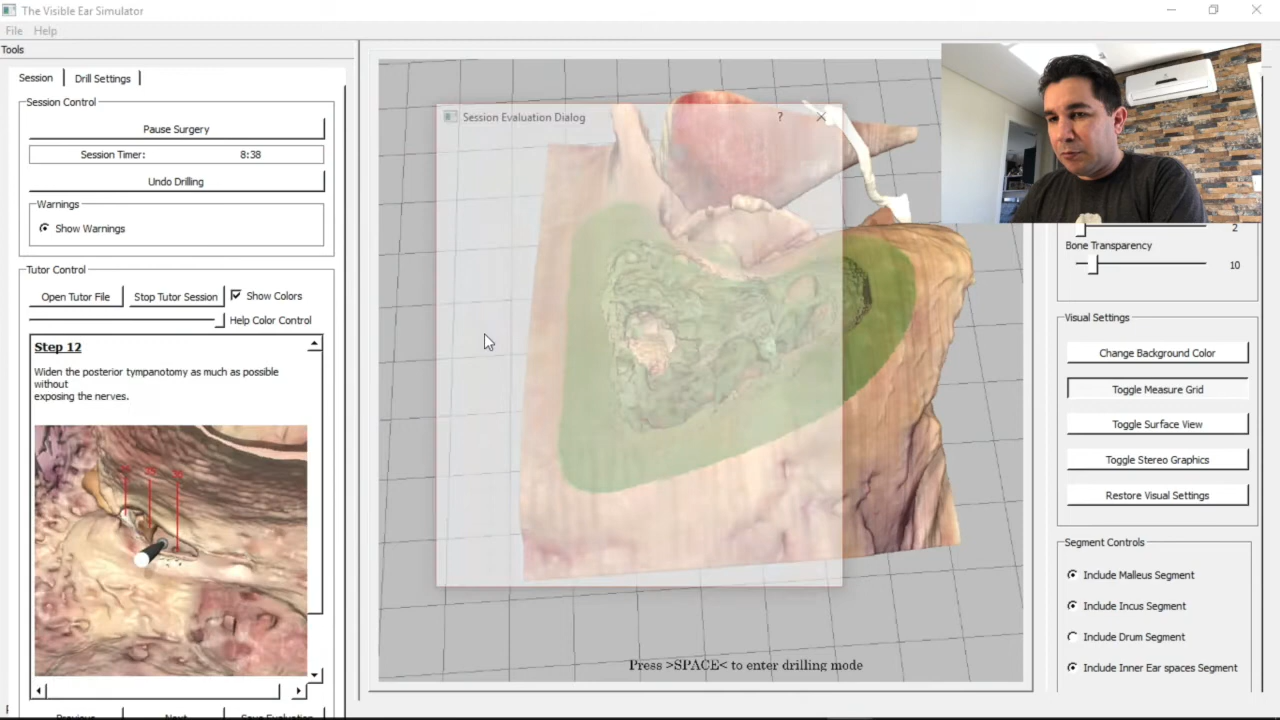 The Visible Ear Simulator
File Help
Tools
Session
Drill Settings
Session Control
Pause Surgery
Session Timer: 8:38
Undo Drilling
Warnings
Show Warnings
Tutor Control
Open Tutor File
Stop Tutor Session
Show Colors
Help Color Control
Step 12
Widen the posterior tympanotomy as much as possible
without
exposing the nerves.
Previous
Next
Save Evaluation
Session Evaluation Dialog
?
Press >SPACE< to enter drilling mode
2
Bone Transparency
10
Visual Settings
Change Background Color
Toggle Measure Grid
Toggle Surface View
Toggle Stereo Graphics
Restore Visual Settings
Segment Controls
Include Malleus Segment
Include Incus Segment
Include Drum Segment
Include Inner Ear spaces Segment